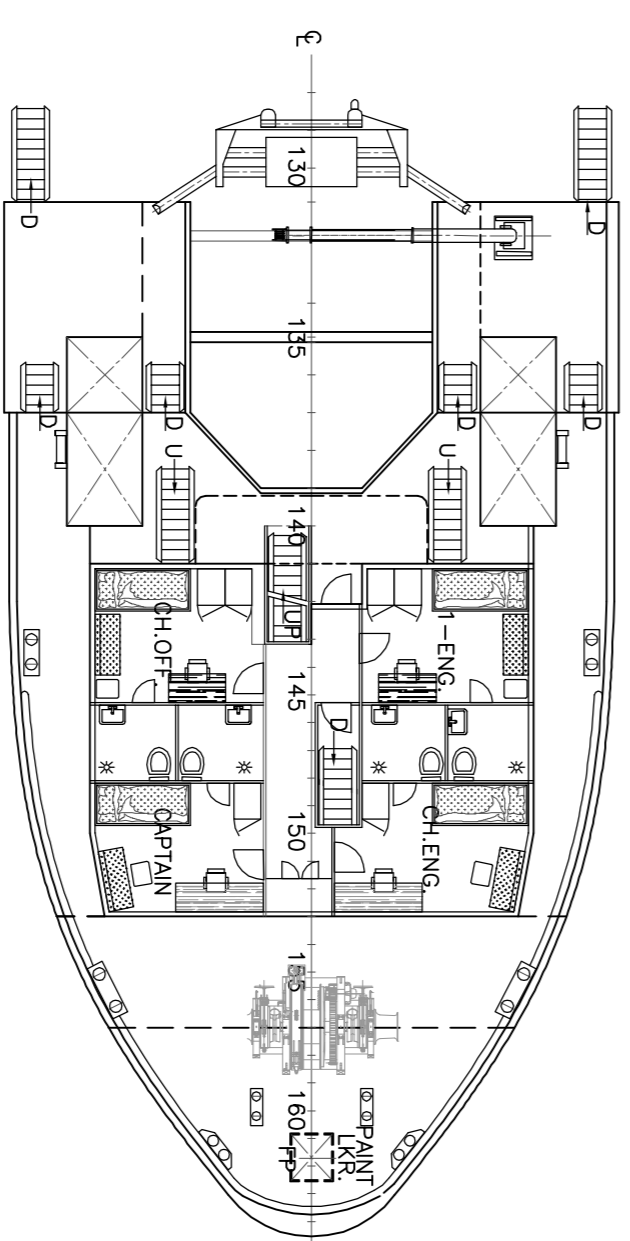 ℄
130
135
140
145
150
155
160
FP
D
D
D
D
D
D
U
U
UP
D
CH.OFF.
1-ENG.
CAPTAIN
CH.ENG.
PAINT
LKR.